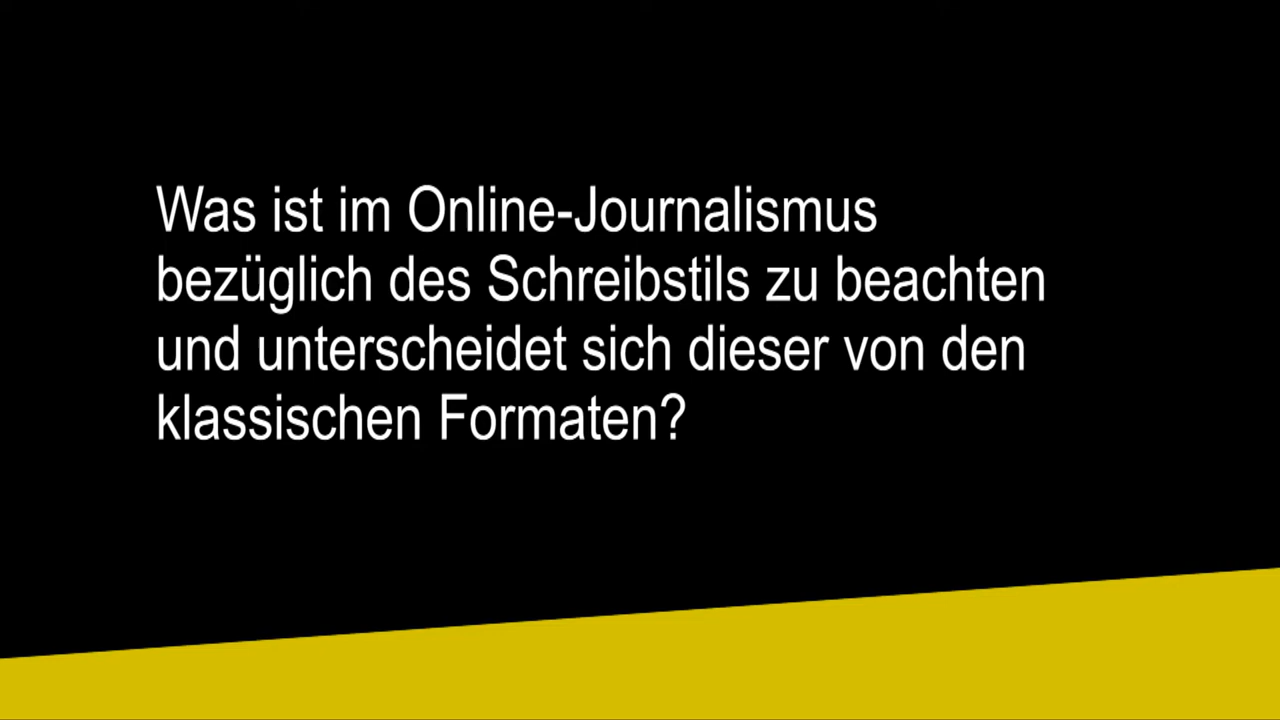 Was ist im Online-Journalismus
bezüglich des Schreibstils zu beachten
und unterscheidet sich dieser von den
klassischen Formaten?